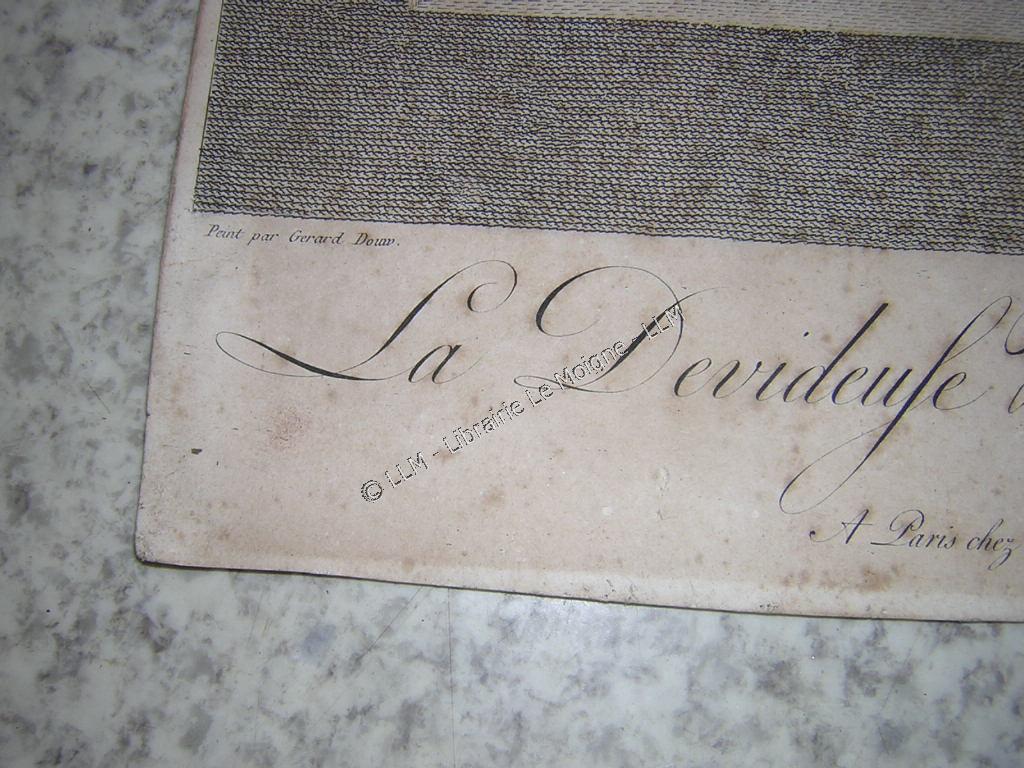 Peint par Gerard Douw.
La Devideuſe
A Paris chez
© LLM - Librairie Le Moigne - LLM